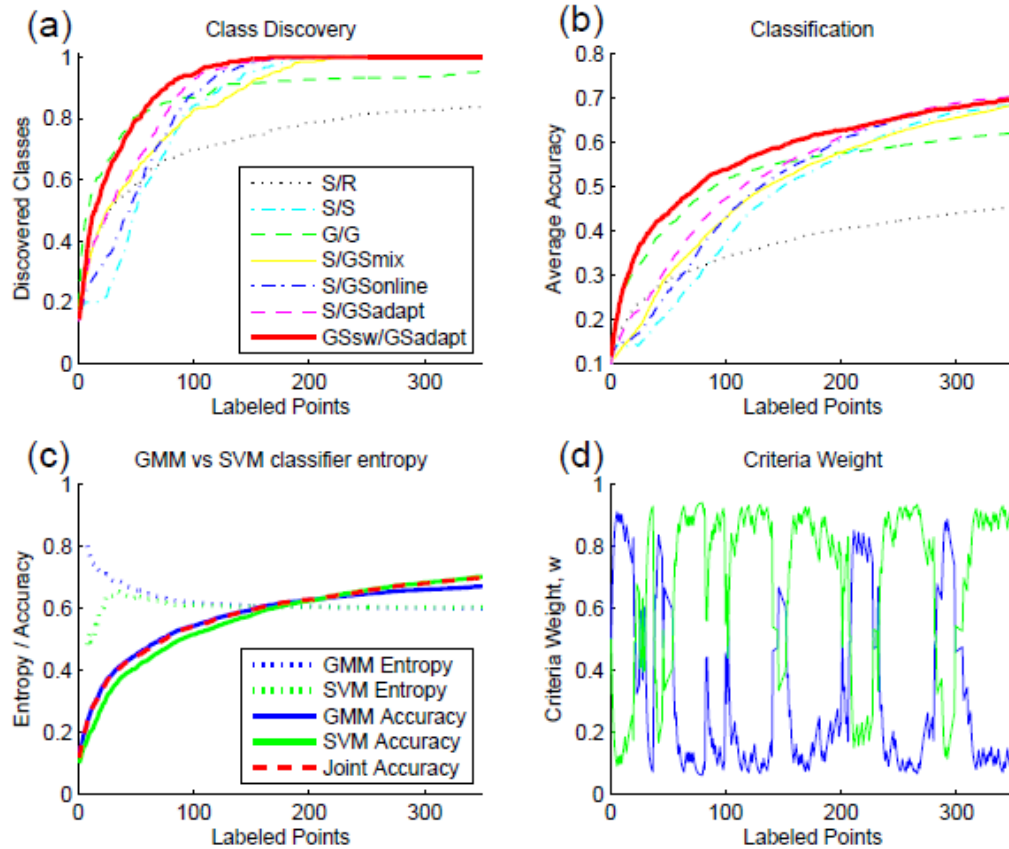 (a)
Class Discovery
1
0.8
0.6
0.4
0.2
0
Discovered Classes
S/R
S/S
G/G
S/GSmix
S/GSonline
S/GSadapt
GSsw/GSadapt
0 100 200 300
Labeled Points
(b)
Classification
0.8
0.7
0.6
0.5
0.4
0.3
0.2
0.1
Average Accuracy
0 100 200 300
Labeled Points
(c)
GMM vs SVM classifier entropy
1
0.8
0.6
0.4
0.2
0
Entropy / Accuracy
GMM Entropy
SVM Entropy
GMM Accuracy
SVM Accuracy
Joint Accuracy
0 100 200 300
Labeled Points
(d)
Criteria Weight
1
0.8
0.6
0.4
0.2
0
Criteria Weight, w
0 100 200 300
Labeled Points